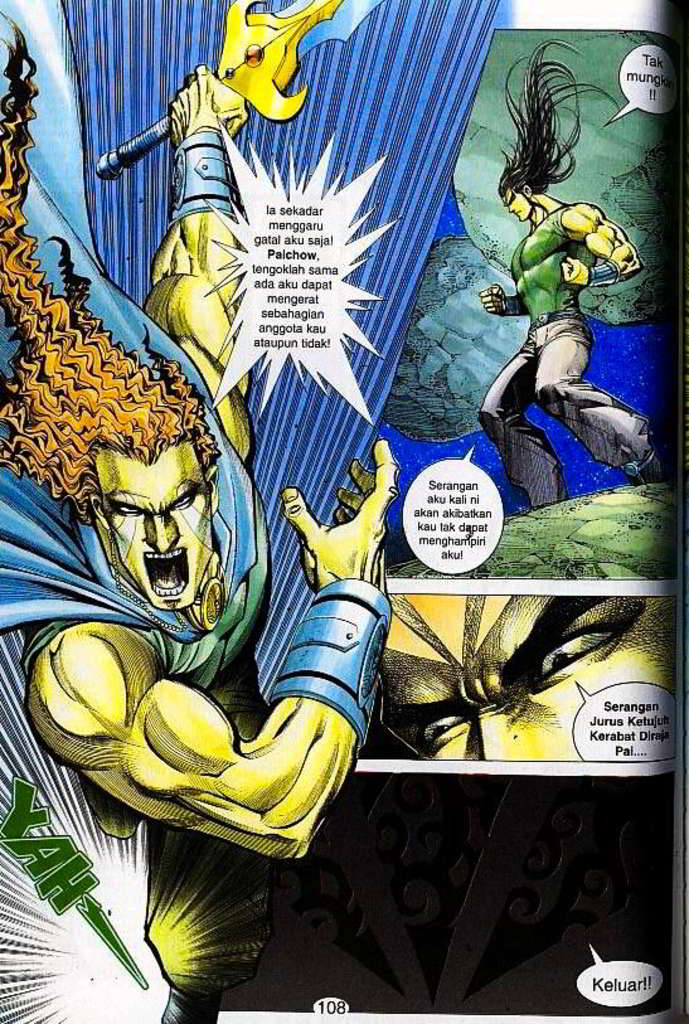 Ia sekadar
menggaru
gatal aku saja!
Palchow,
tengoklah sama
ada aku dapat
mengerat
sebahagian
anggota kau
ataupun tidak!
Tak
mungkin
!!
Serangan
aku kali ni
akan akibatkan
kau tak dapat
menghampiri
aku!
Serangan
Jurus Ketujuh
Kerabat Diraja
Pai....
YAH
Keluar!!
108